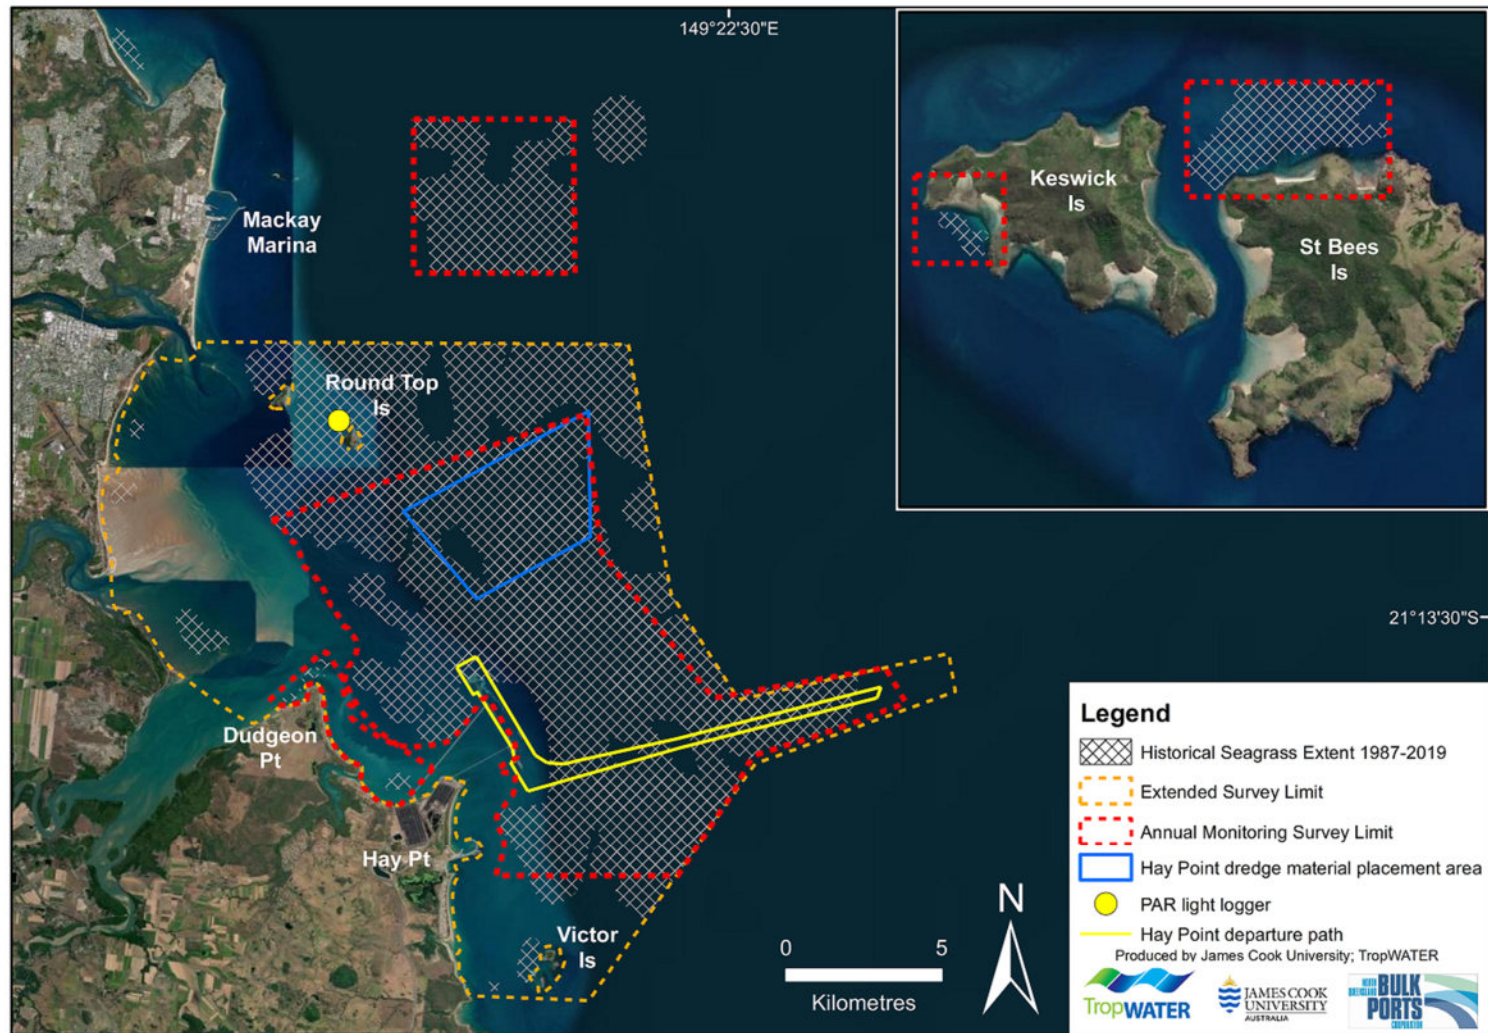 149°22'30"E
Mackay
Marina
Keswick
Is
St Bees
Is
Round Top
Is
21°13'30"S
Dudgeon
Pt
Hay Pt
Victor
Is
0 5
Kilometres
N
Legend
Historical Seagrass Extent 1987-2019
Extended Survey Limit
Annual Monitoring Survey Limit
Hay Point dredge material placement area
PAR light logger
Hay Point departure path
Produced by James Cook University; TropWATER
TropWATER
JAMES COOK
UNIVERSITY
AUSTRALIA
NORTH
QUEENSLAND
BULK
PORTS
CORPORATION